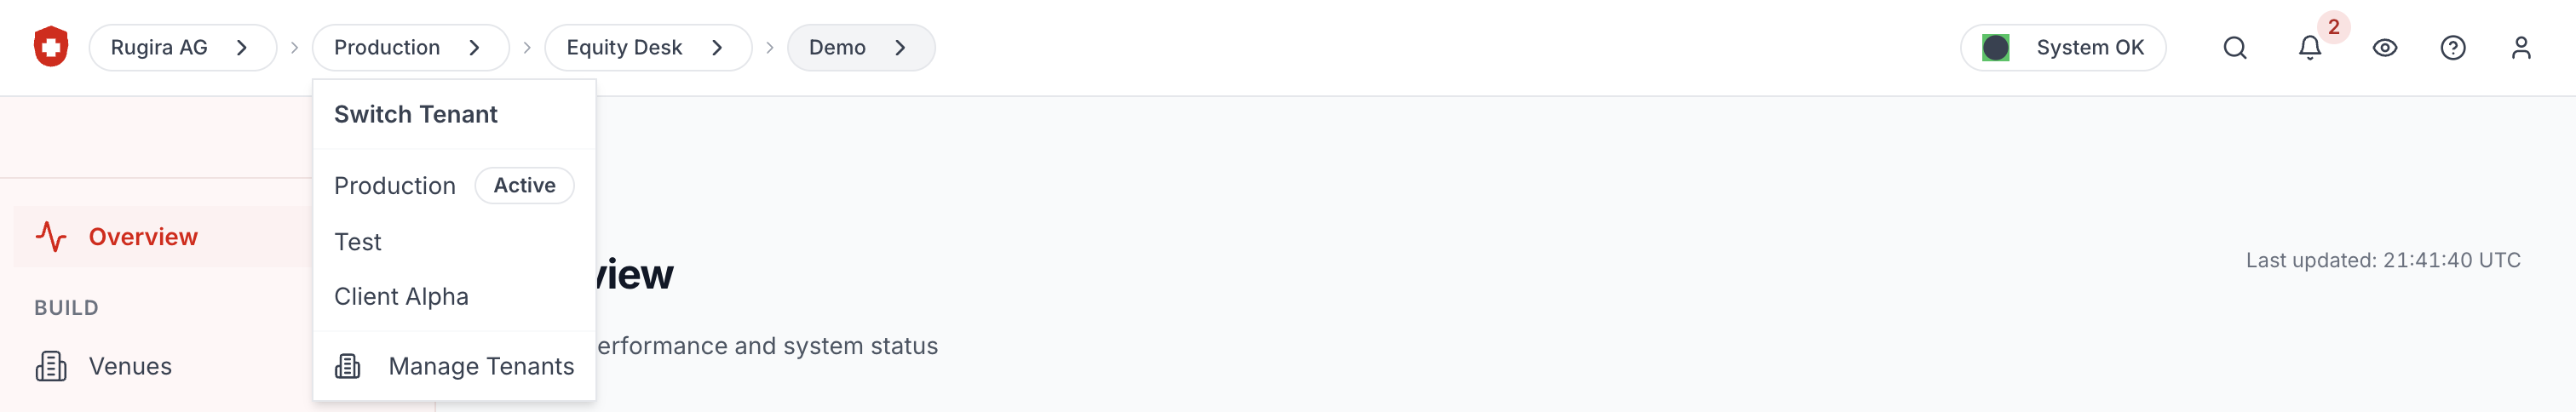 Rugira AG
Production
Equity Desk
Demo
System OK
2
Switch Tenant
Production Active
Test
Client Alpha
Manage Tenants
Overview
BUILD
Venues
view
erformance and system status
Last updated: 21:41:40 UTC